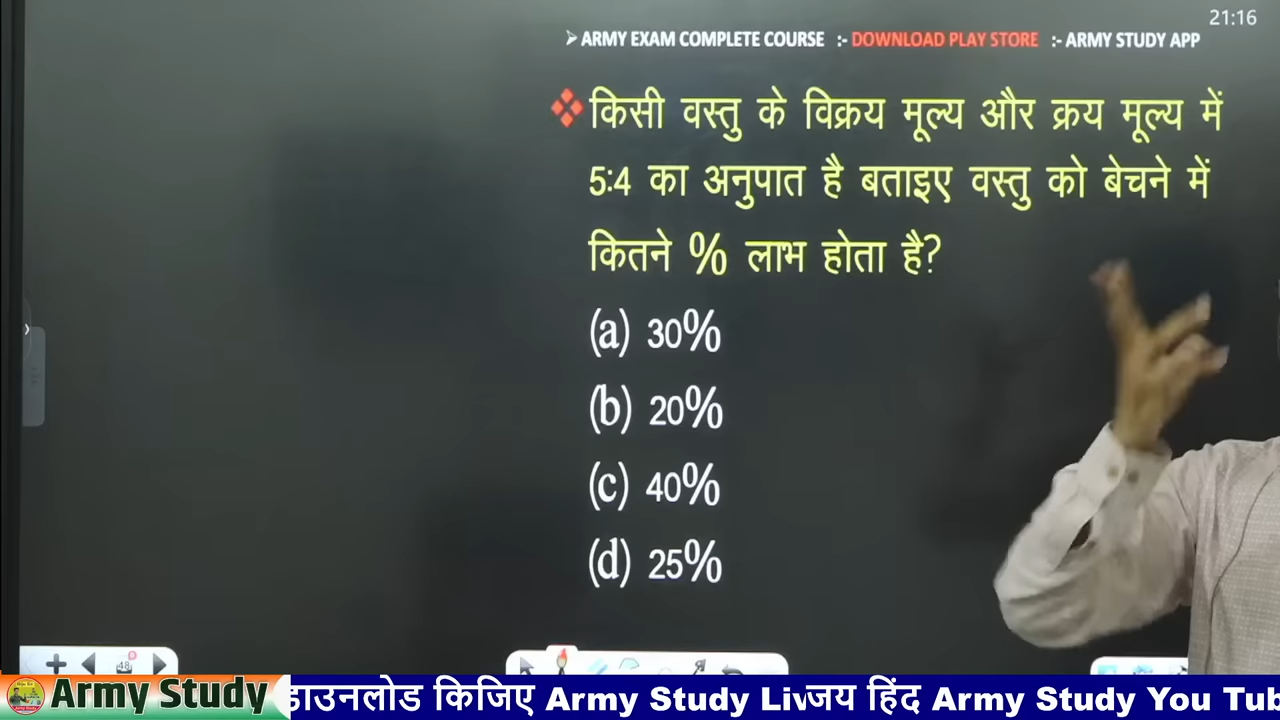 21:16
➢ ARMY EXAM COMPLETE COURSE :- DOWNLOAD PLAY STORE :- ARMY STUDY APP
❖ किसी वस्तु के विक्रय मूल्य और क्रय मूल्य में
5:4 का अनुपात है बताइए वस्तु को बेचने में
कितने % लाभ होता है?
(a) 30%
(b) 20%
(c) 40%
(d) 25%
48
Army Study
डाउनलोड किजिए Army Study Liv
जय हिंद Army Study You Tub